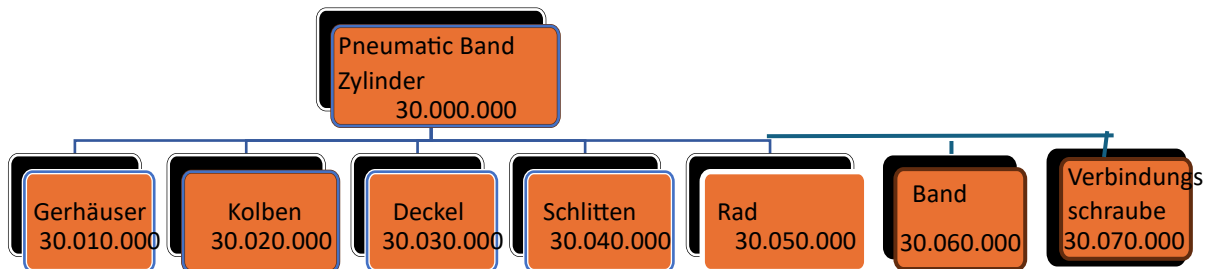 Pneumatic Band
Zylinder
30.000.000
Gerhäuser
30.010.000
Kolben
30.020.000
Deckel
30.030.000
Schlitten
30.040.000
Rad
30.050.000
Band
30.060.000
Verbindungs
schraube
30.070.000